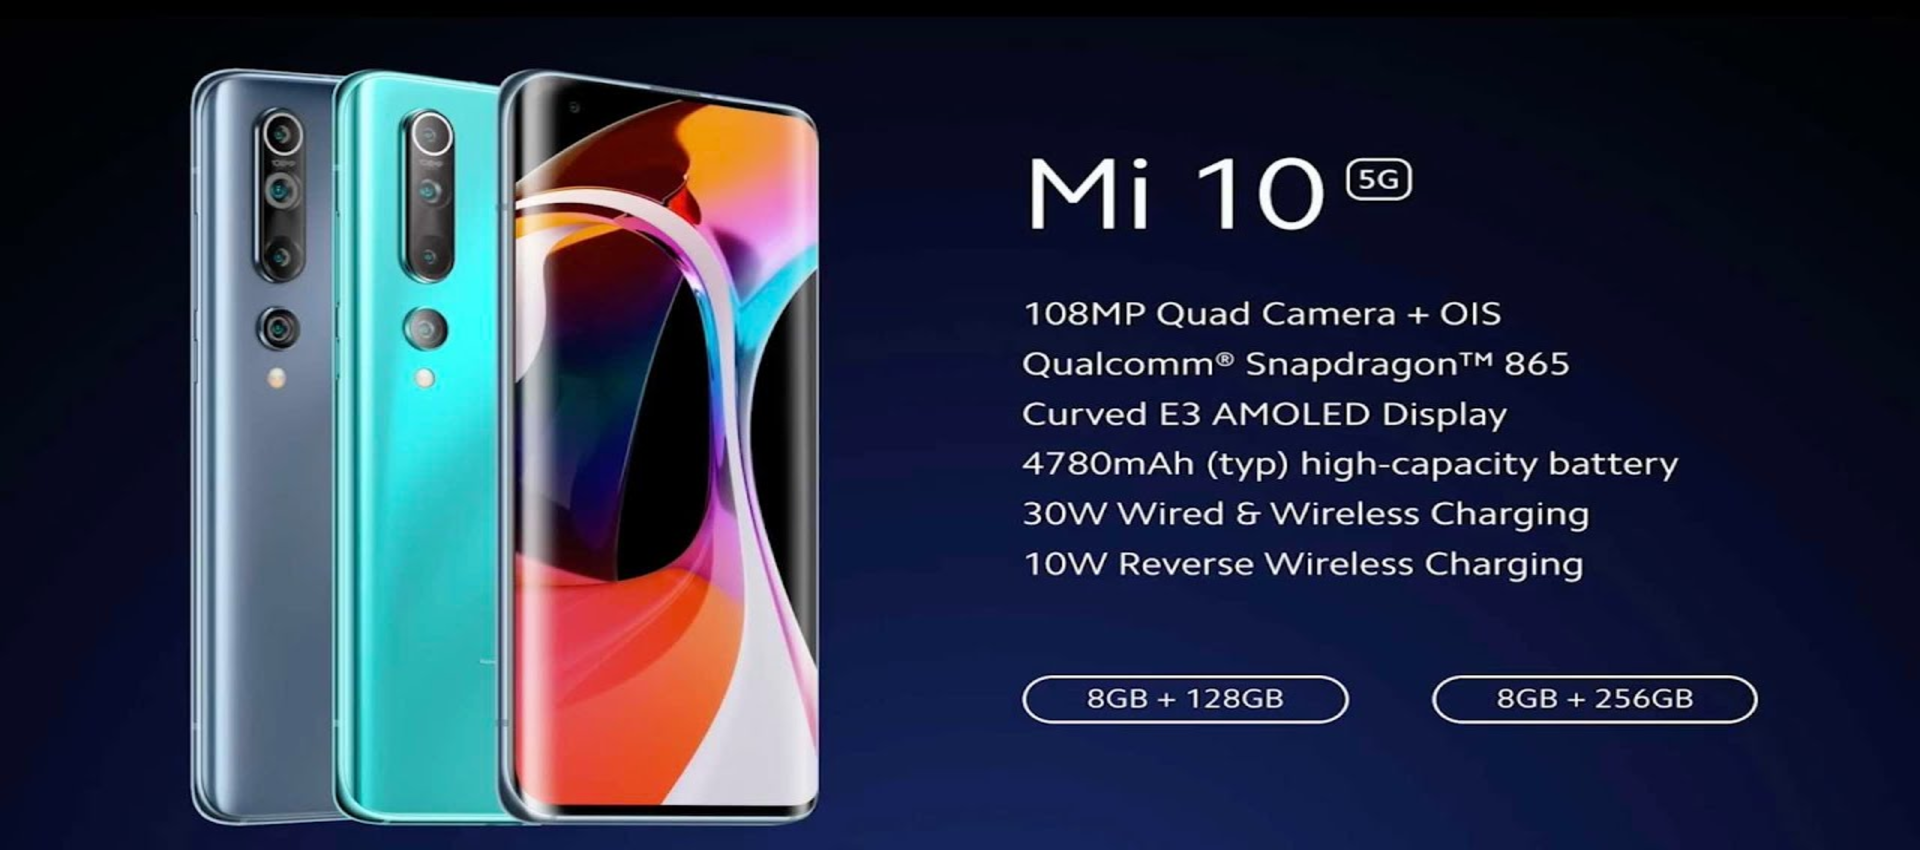 Mi 10 5G
108MP Quad Camera + OIS
Qualcomm® Snapdragon™ 865
Curved E3 AMOLED Display
4780mAh (typ) high-capacity battery
30W Wired & Wireless Charging
10W Reverse Wireless Charging
8GB + 128GB
8GB + 256GB